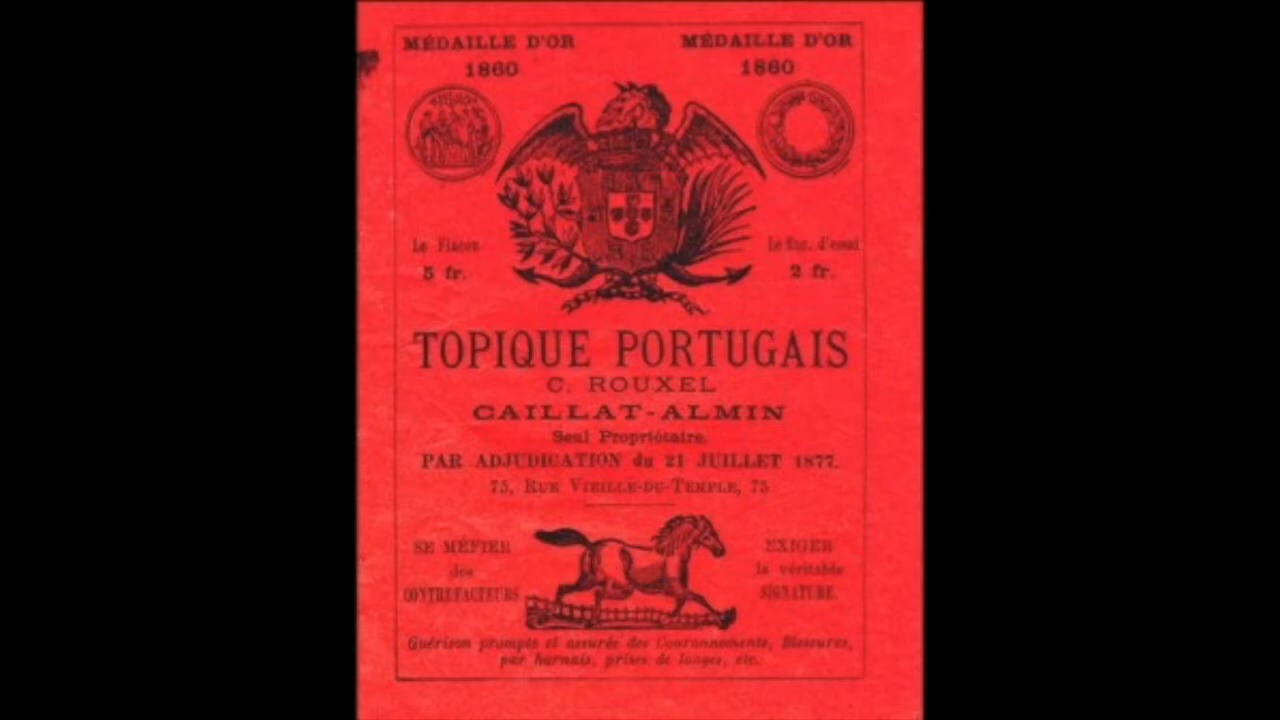 MÉDAILLE D'OR
1860
MÉDAILLE D'OR
1860
Le Flacon
5 fr.
d'essai
2 fr.
TOPIQUE PORTUGAIS
C. ROUXEL
CAILLAT-ALMIN
Seul Propriétaire.
PAR ADJUDICATION du 21 JUILLET 1877.
75, RUE VIEILLE-DU-TEMPLE, 75
SE MÉFIER
des
CONTREFACTEURS
EXIGER
la véritable
SIGNATURE.
Guérison prompte et assurée des Couronnements, Blessures,
par harnais, prises de longes, etc.